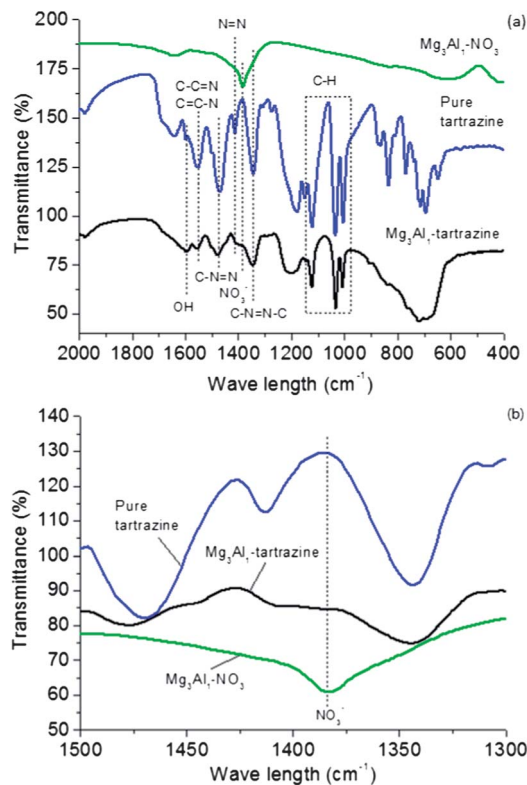 (a)
N=N
Mg₃Al₁-NO₃
C-C=N
C=C-N
C-H
Pure
tartrazine
Mg₃Al₁-tartrazine
C-N=N
NO₃⁻
OH
C-N=N-C
Transmittance (%)
200
175
150
125
100
75
50
2000 1800 1600 1400 1200 1000 800 600 400
Wave length (cm⁻¹)
(b)
Pure
tartrazine
Mg₃Al₁-tartrazine
Mg₃Al₁-NO₃
NO₃⁻
Transmittance (%)
140
130
120
110
100
90
80
70
60
50
1500 1450 1400 1350 1300
Wave length (cm⁻¹)